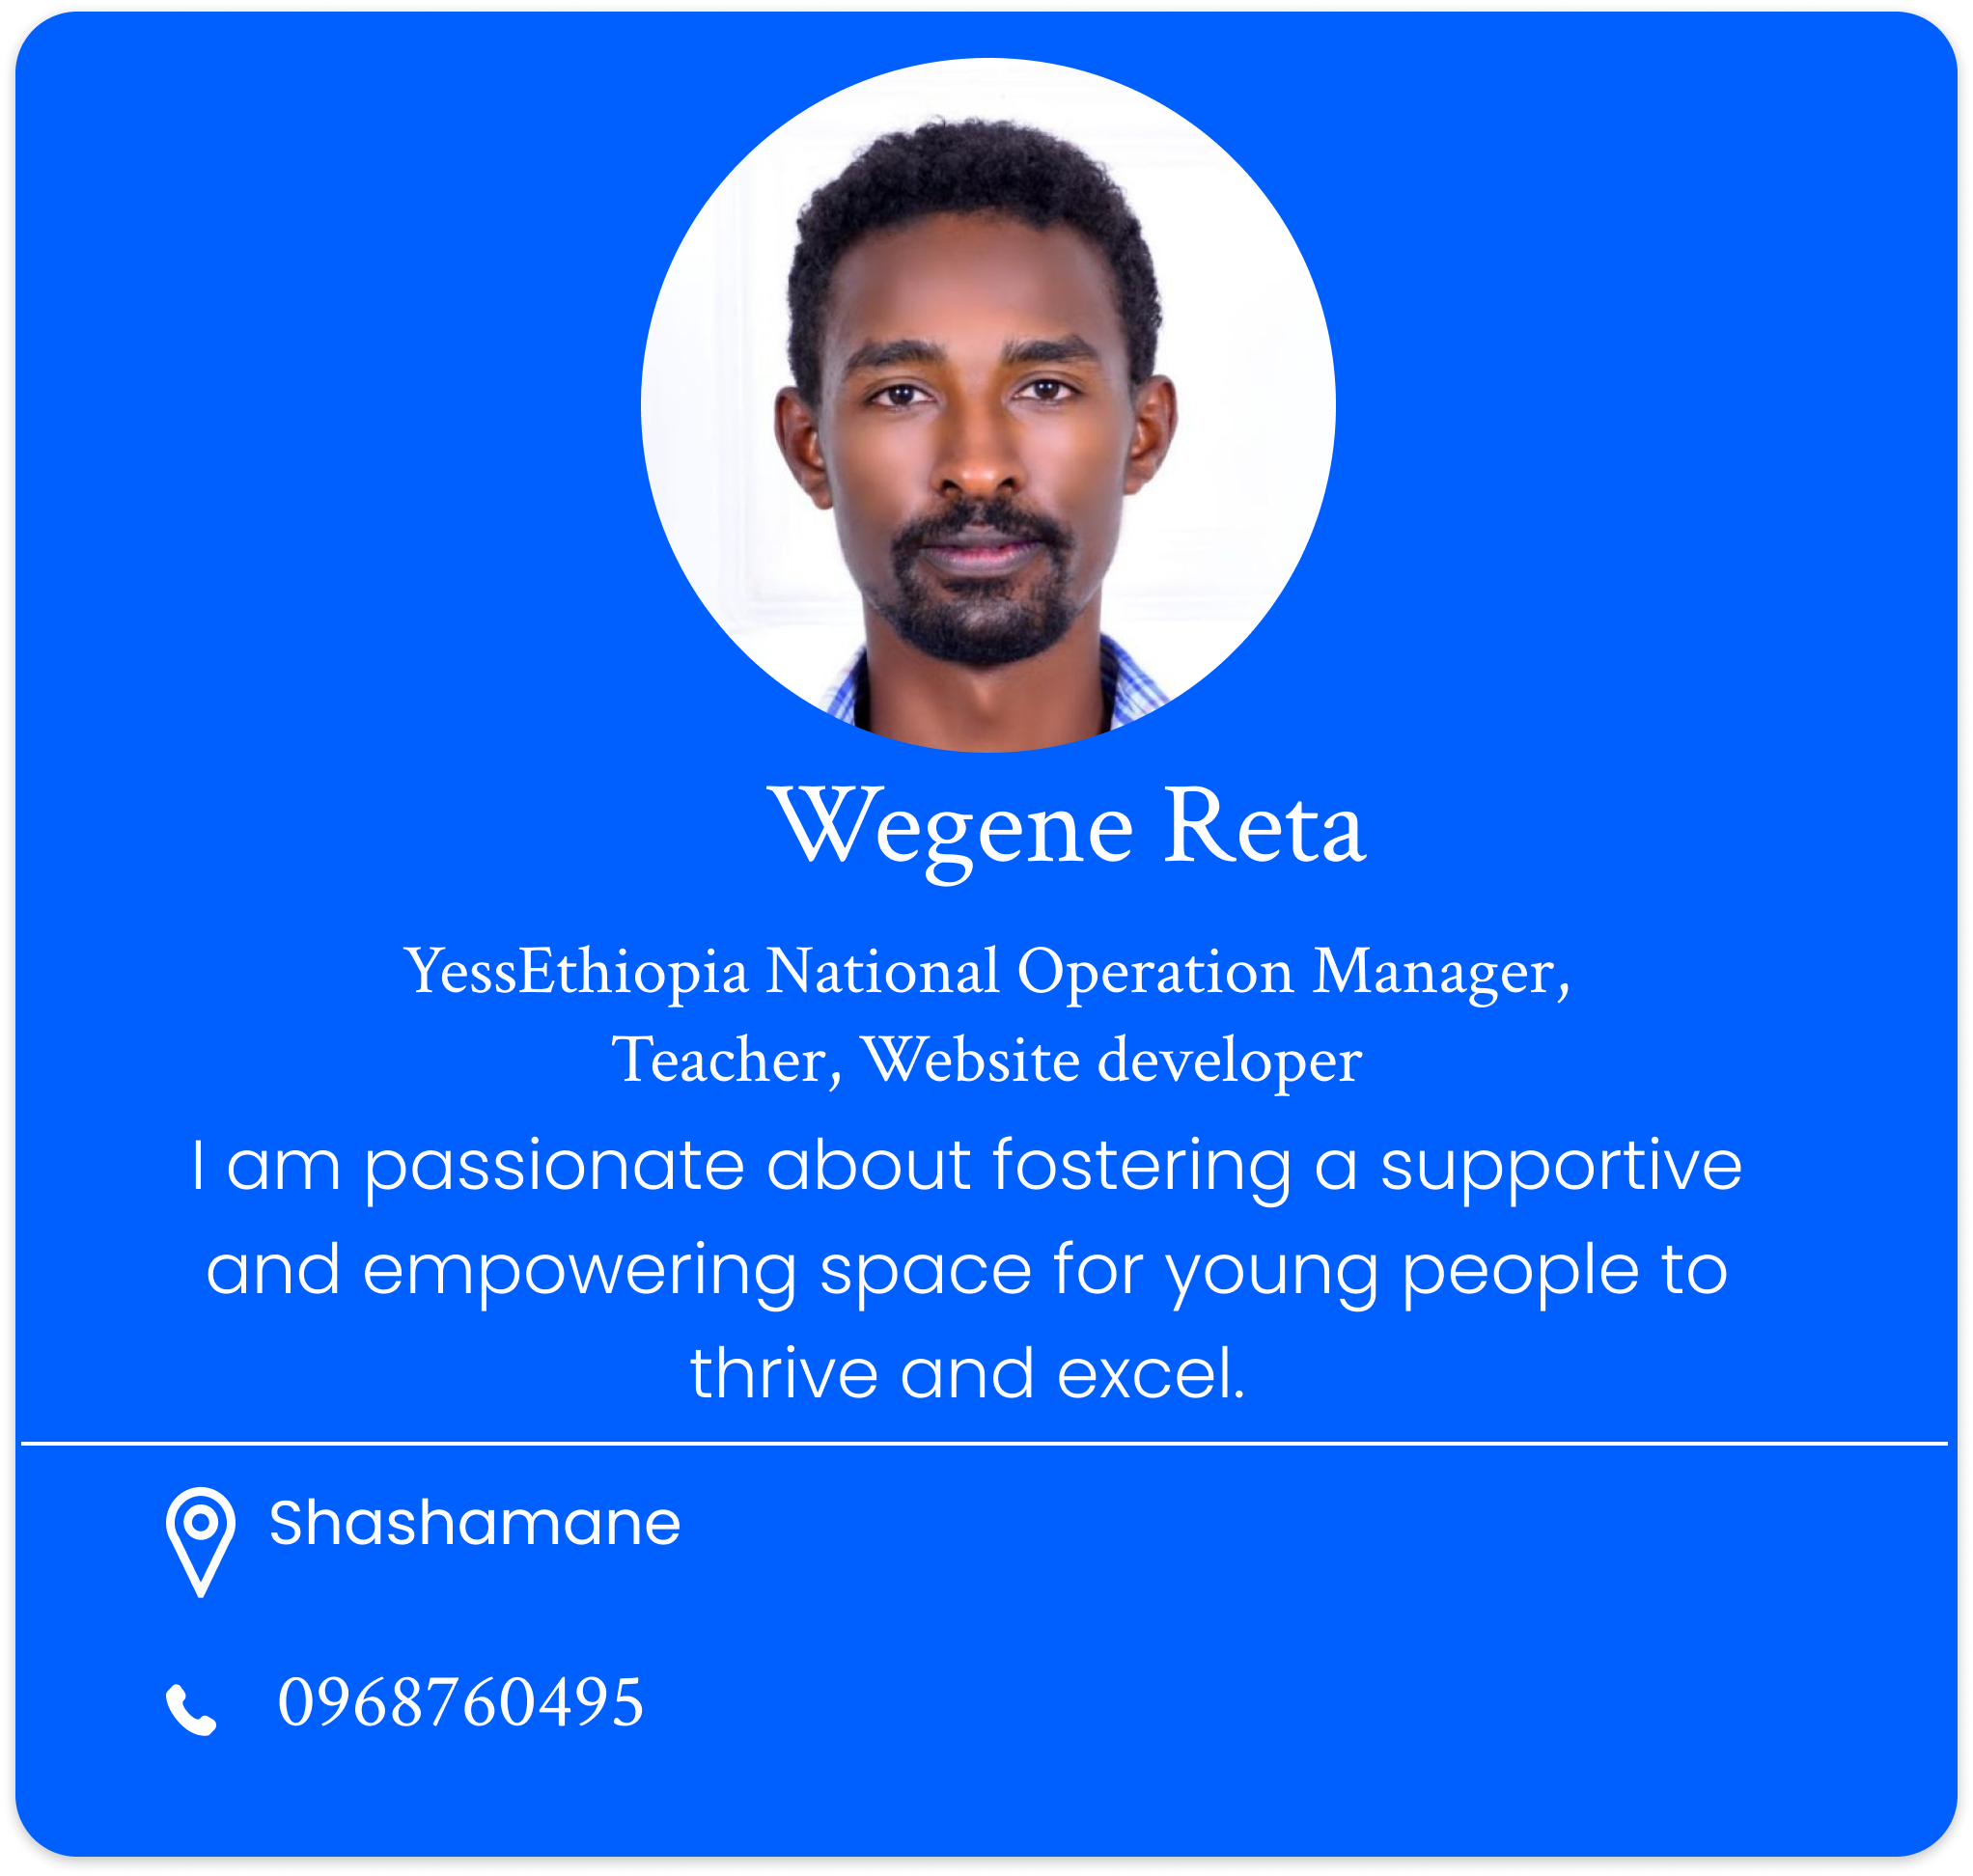 Wegene Reta
YessEthiopia National Operation Manager,
Teacher, Website developer
I am passionate about fostering a supportive
and empowering space for young people to
thrive and excel.
Shashamane
0968760495